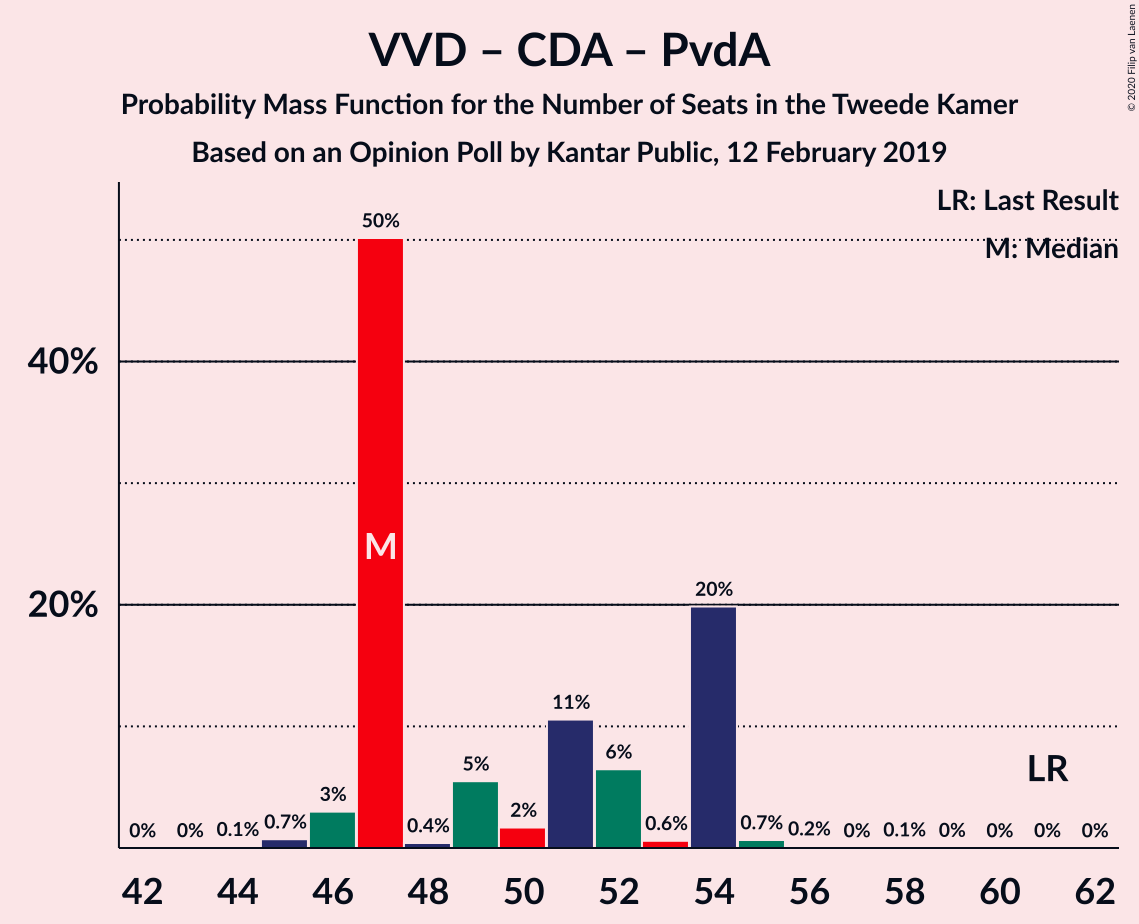 VVD – CDA – PvdA
Probability Mass Function for the Number of Seats in the Tweede Kamer
Based on an Opinion Poll by Kantar Public, 12 February 2019
© 2020 Filip van Laenen
LR: Last Result
M: Median
50%
40%
M
20%
20%
11%
LR
6%
5%
3%
2%
0% 0% 0.1% 0.7% 0.4% 0.6% 0.7% 0.2% 0% 0.1% 0% 0% 0% 0%
42 44 46 48 50 52 54 56 58 60 62